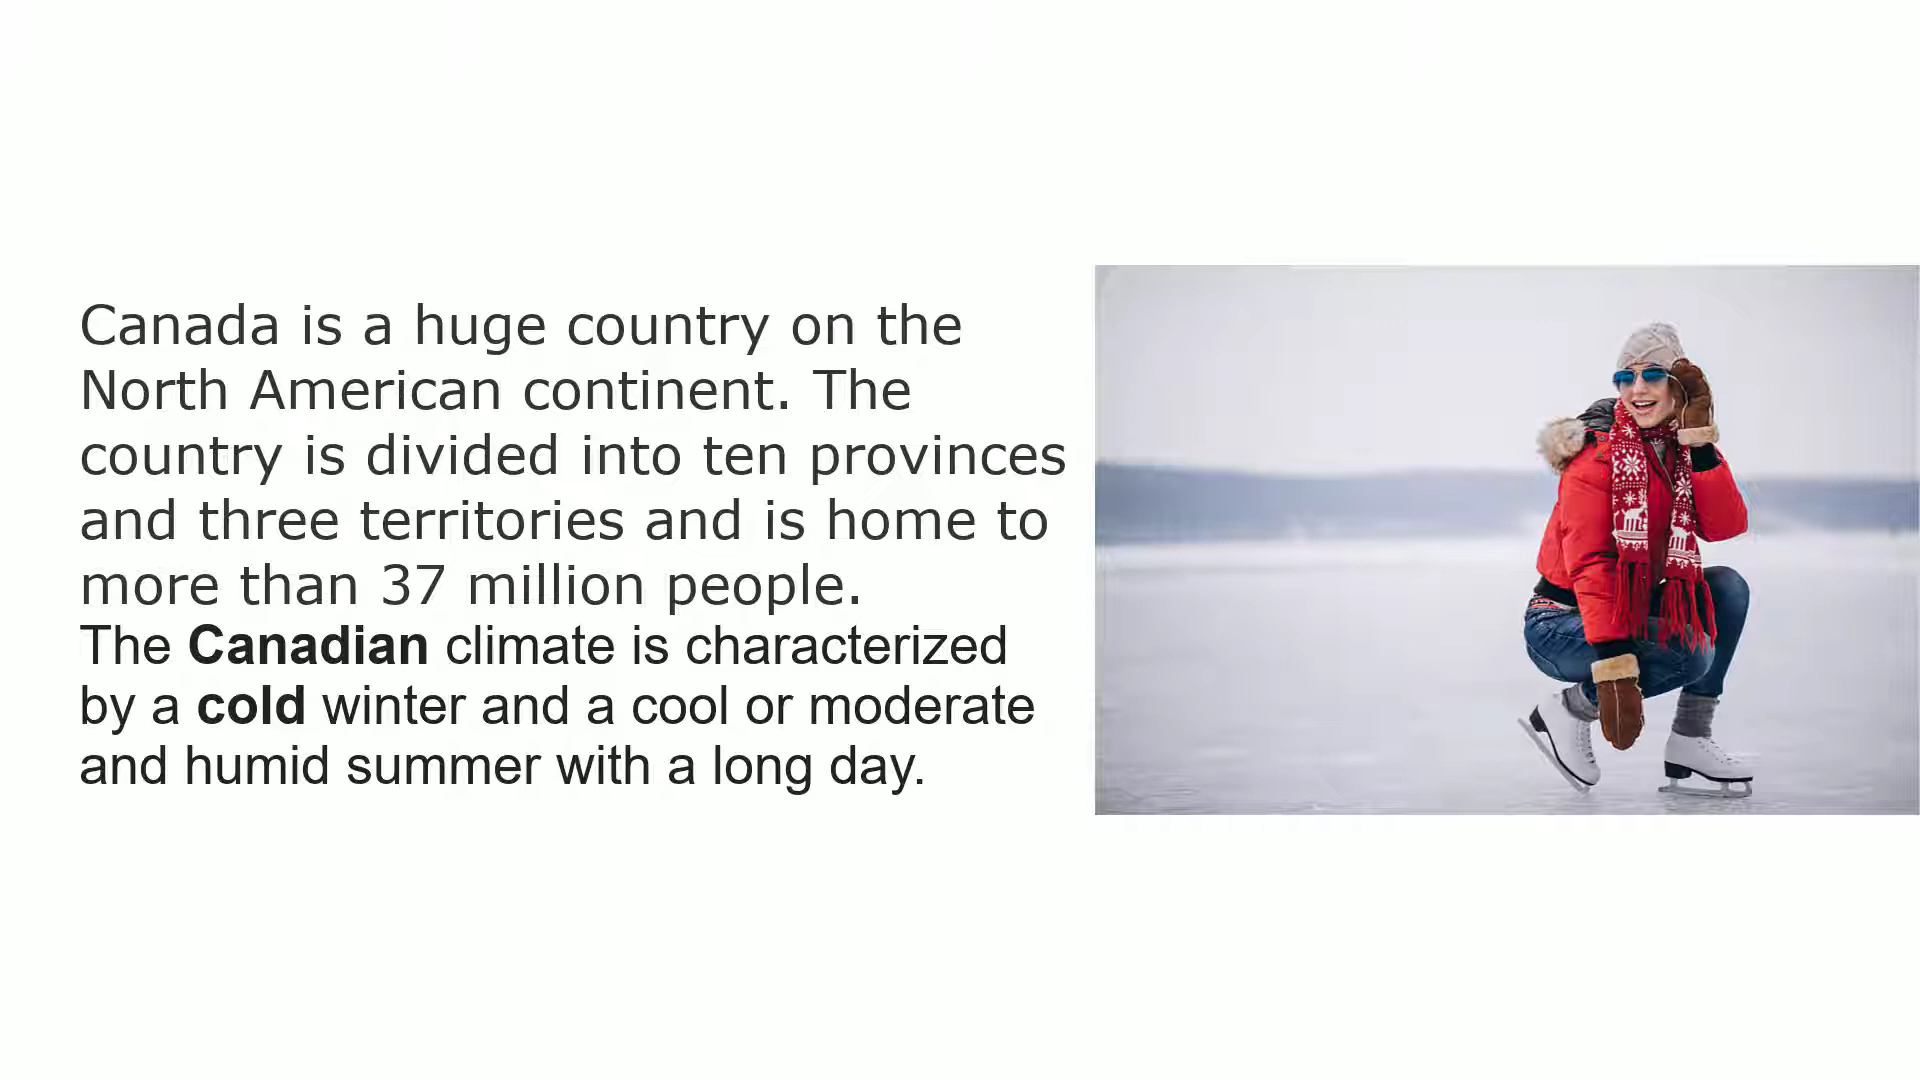 Canada is a huge country on the
North American continent. The
country is divided into ten provinces
and three territories and is home to
more than 37 million people.
The Canadian climate is characterized
by a cold winter and a cool or moderate
and humid summer with a long day.